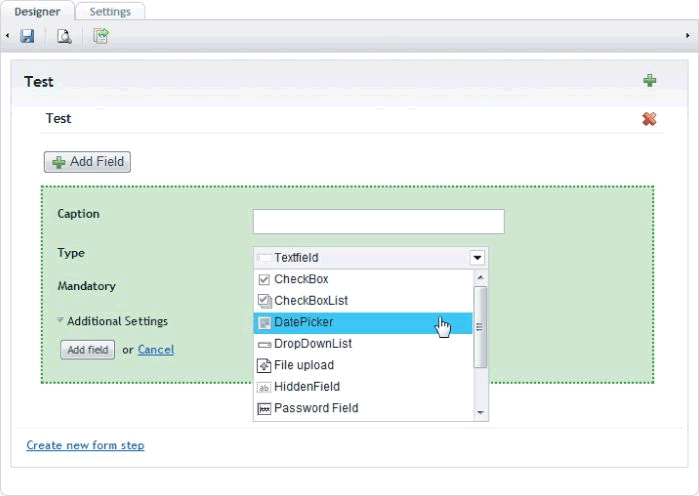 Designer Settings
Test
Test
Add Field
Caption
Type Textfield
CheckBox
CheckBoxList
DatePicker
DropDownList
File upload
HiddenField
Password Field
Mandatory
Additional Settings
Add field or Cancel
Create new form step